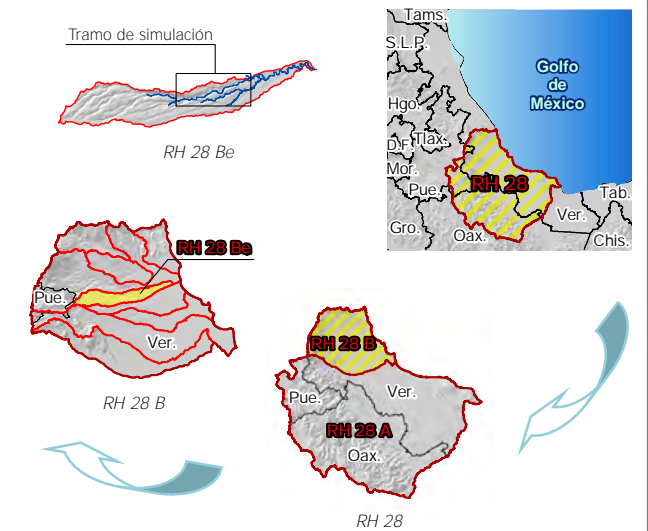 Tramo de simulación
RH 28 Be
Tams.
S.L.P.
Golfo
de
México
Hgo.
Tlax.
D.F.
Mor.
Pue.
RH 28
Tab.
Ver.
Gro.
Oax.
Chis.
RH 28 Be
Pue.
Ver.
RH 28 B
RH 28 B
Pue.
Ver.
RH 28 A
Oax.
RH 28